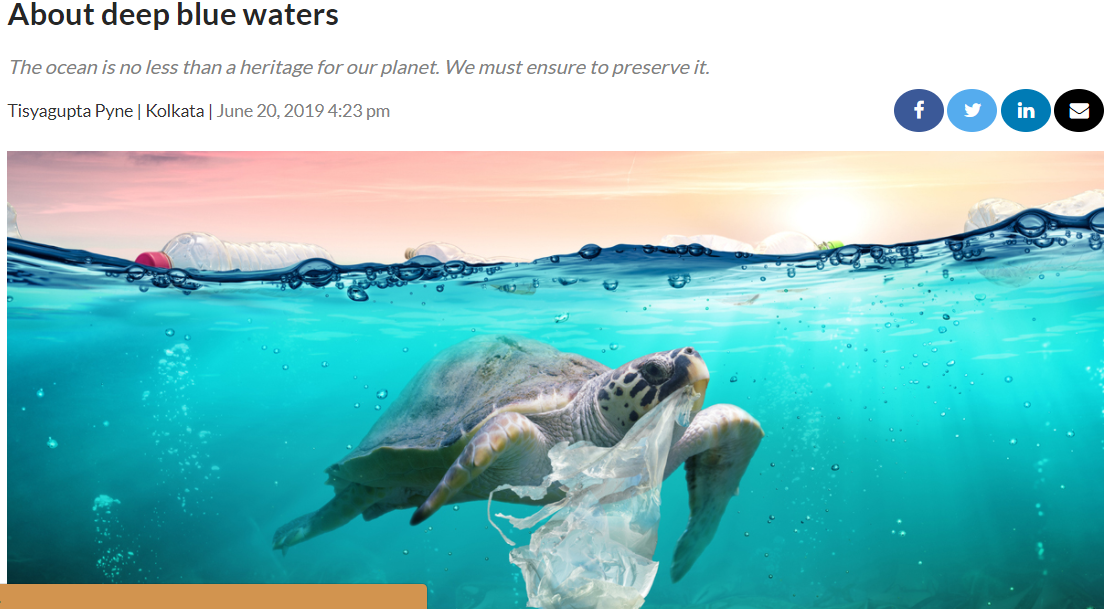 About deep blue waters
The ocean is no less than a heritage for our planet. We must ensure to preserve it.
Tisyagupta Pyne | Kolkata | June 20, 2019 4:23 pm